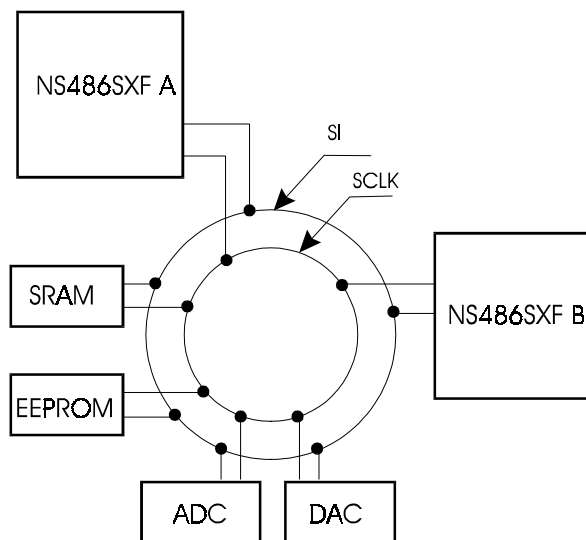 NS486SXF A
SI
SCLK
SRAM
NS486SXF B
EEPROM
ADC
DAC